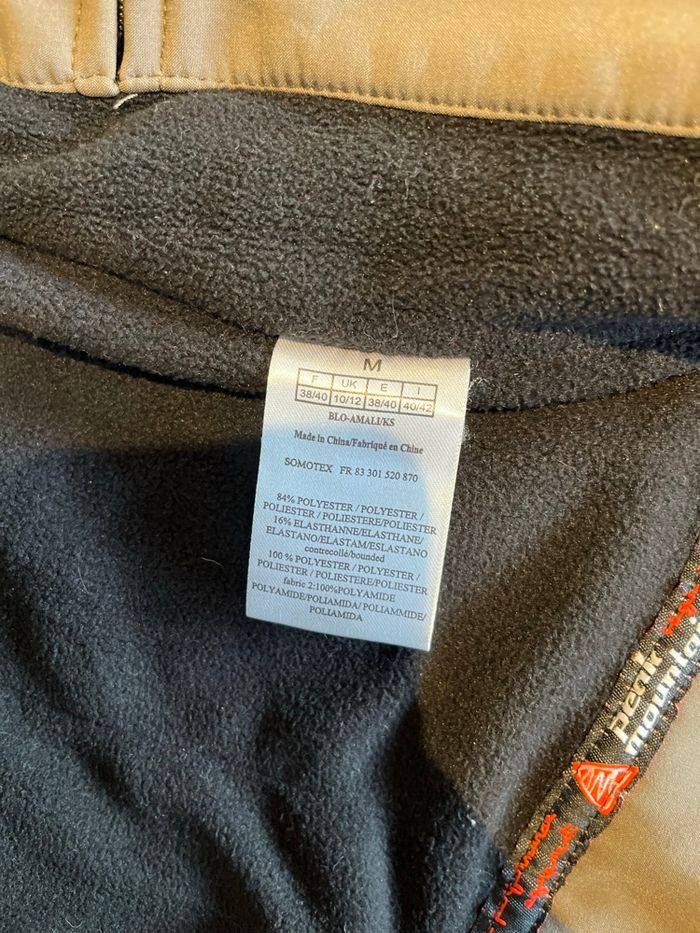 M
F UK E I
38/40 10/12 38/40 40/42
BLO-AMALI/KS
Made in China/Fabriqué en Chine
SOMOTEX FR 83 301 520 870
84% POLYESTER / POLYESTER /
POLIESTER / POLIESTERE/POLIESTER
16% ELASTHANNE/ELASTHANE/
ELASTANO/ELASTAM/ESLASTANO
contrecollé/bounded
100 % POLYESTER / POLYESTER /
POLIESTER / POLIESTERE/POLIESTER
fabric 2:100%POLYAMIDE
POLYAMIDE/POLIAMIDA/ POLIAMMIDE/
POLIAMIDA
peak
mountai